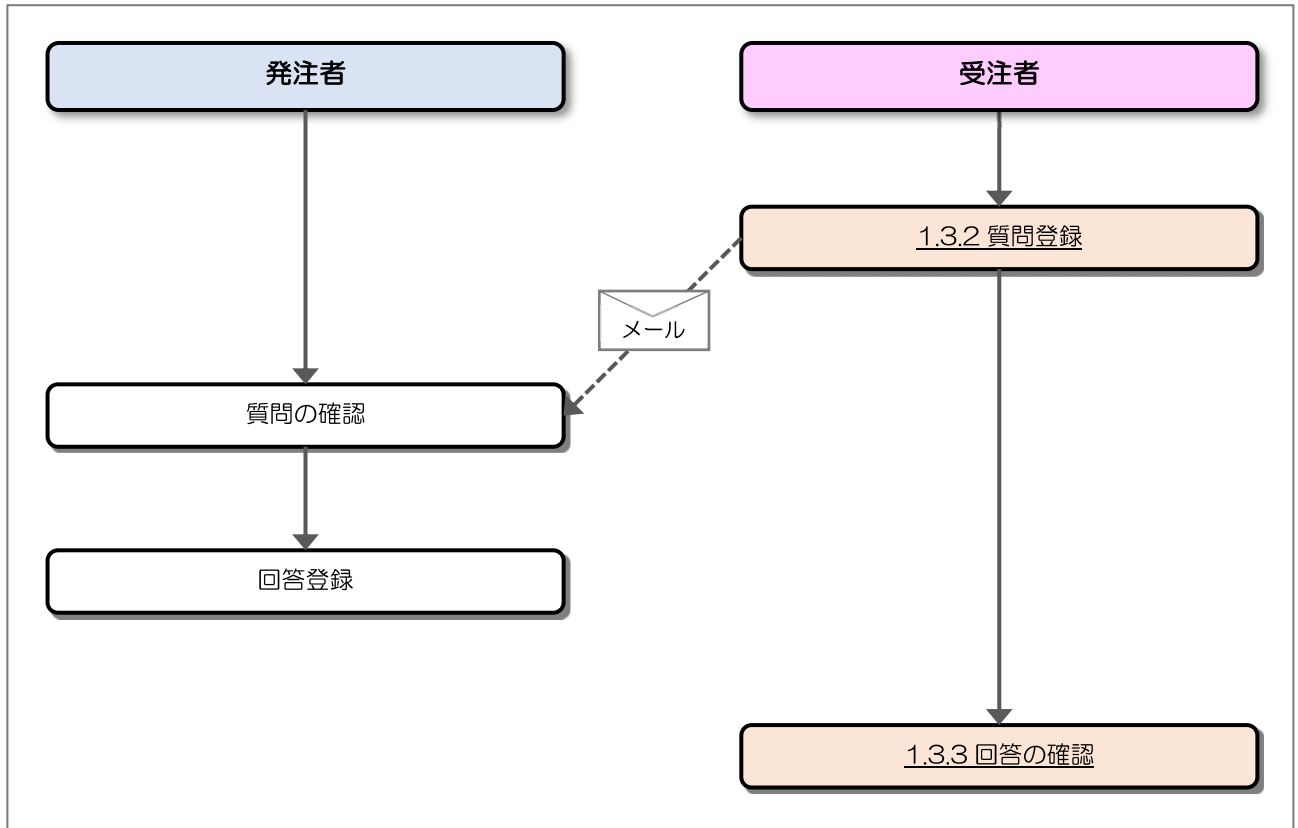 発注者
受注者
1.3.2 質問登録
メール
質問の確認
回答登録
1.3.3 回答の確認